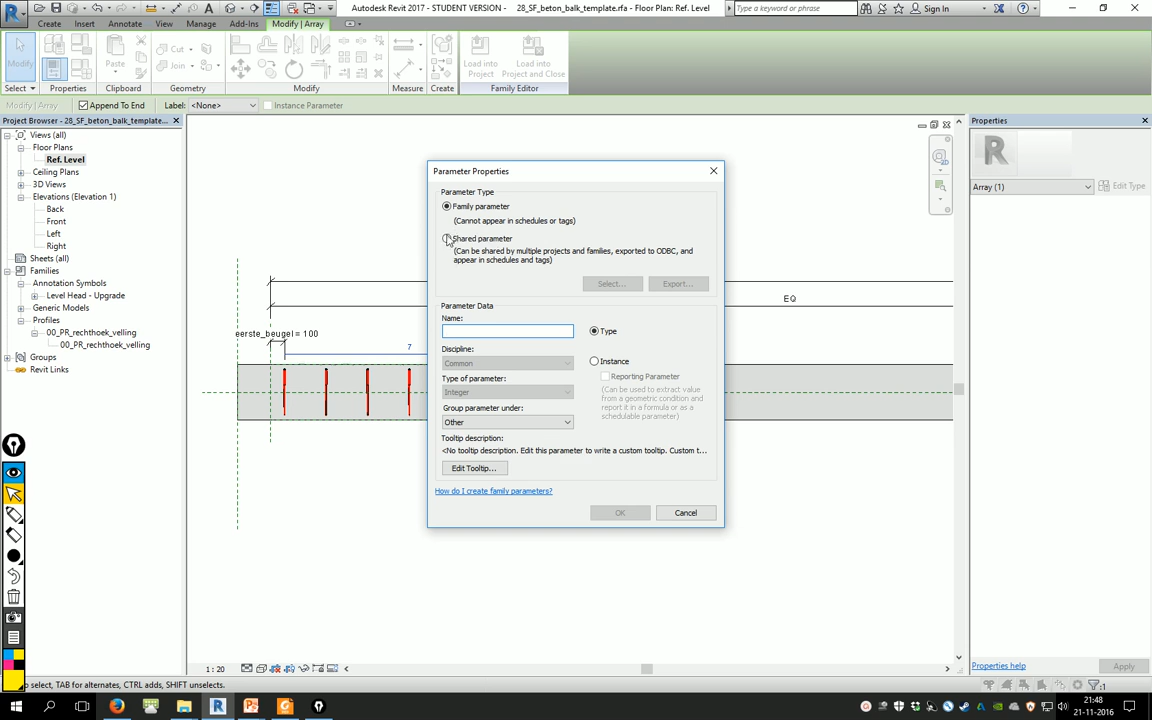 Autodesk Revit 2017 - STUDENT VERSION - 28_SF_beton_balk_template.rfa - Floor Plan: Ref. Level
Type a keyword or phrase
Sign In
Home
Insert
Annotate
View
Manage
Add-Ins
Modify | Array
Modify
Paste
Cut
Join
Load into
Project
Load into
Project and Close
Select
Properties
Clipboard
Geometry
Modify
Measure
Create
Family Editor
Modify | Array
Append To End
Label:
<None>
Instance Parameter
Project Browser - 28_SF_beton_balk_template...
Views (all)
Floor Plans
Ref. Level
Ceiling Plans
3D Views
Elevations (Elevation 1)
Back
Front
Left
Right
Sheets (all)
Families
Annotation Symbols
Level Head - Upgrade
Generic Models
Profiles
00_PR_rechthoek_velling
00_PR_rechthoek_velling
Groups
Revit Links
eerste_beugel = 100
7
EQ
Parameter Properties
Parameter Type
Family parameter
(Cannot appear in schedules or tags)
Shared parameter
(Can be shared by multiple projects and families, exported to ODBC, and
appear in schedules and tags)
Select...
Export...
Parameter Data
Name:
Type
Discipline:
Common
Instance
Type of parameter:
Reporting Parameter
Integer
(Can be used to extract value
from a geometric condition and
report it in a formula or as a
schedulable parameter)
Group parameter under:
Other
Tooltip description:
<No tooltip description. Edit this parameter to write a custom tooltip. Custom t...
Edit Tooltip...
How do I create family parameters?
OK
Cancel
Properties
Array (1)
Edit Type
Properties help
Apply
1 : 20
select, TAB for alternates, CTRL adds, SHIFT unselects.
:1
21:48
21-11-2016